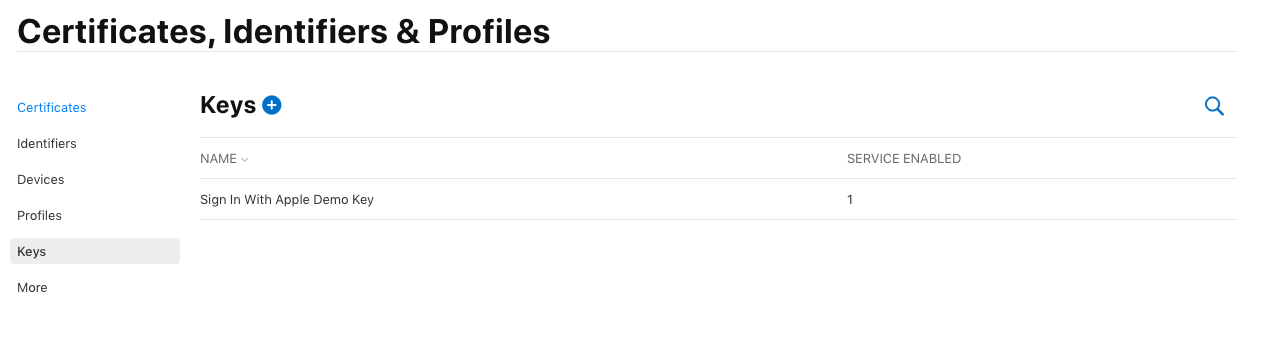 Certificates, Identifiers & Profiles
Certificates
Identifiers
Devices
Profiles
Keys
More
Keys
NAME SERVICE ENABLED
Sign In With Apple Demo Key 1